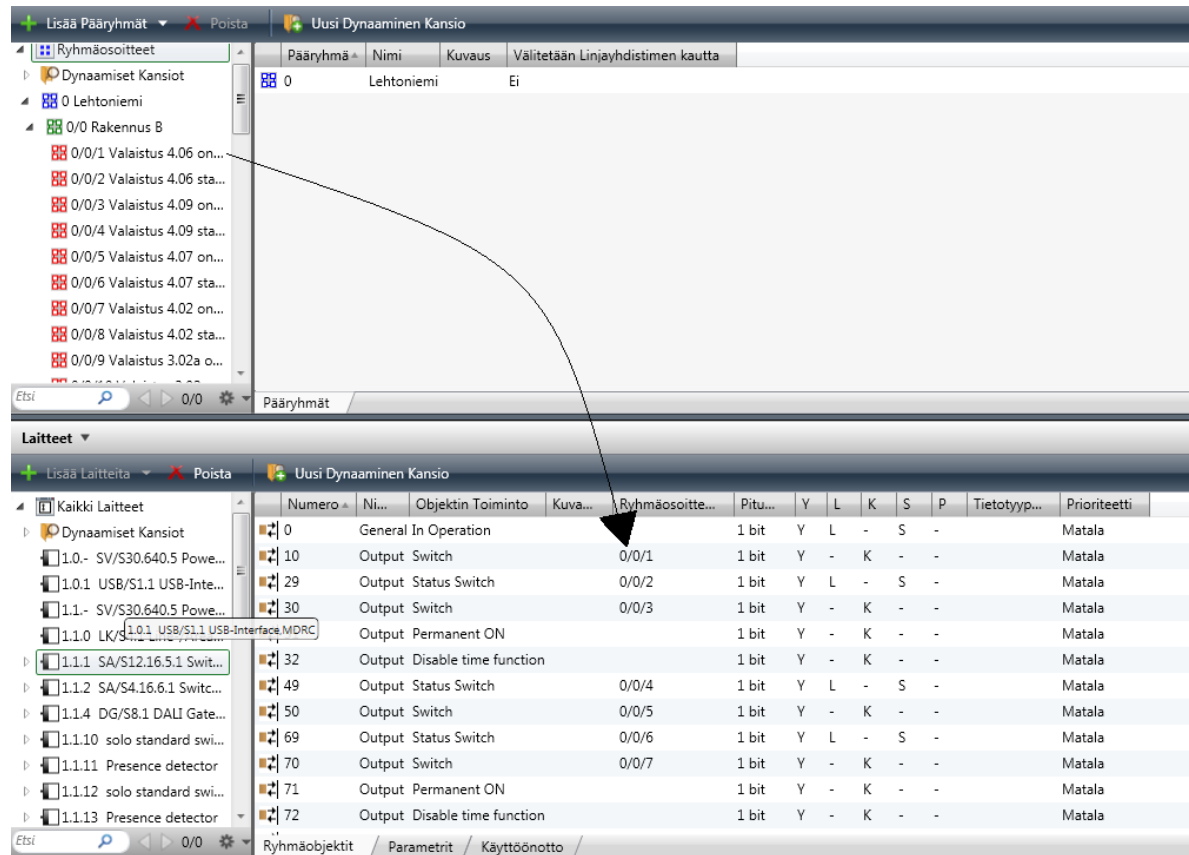 Lisää Pääryhmät Poista Uusi Dynaaminen Kansio
Ryhmäosoitteet
Dynaamiset Kansiot
0 Lehtoniemi
0/0 Rakennus B
0/0/1 Valaistus 4.06 on...
0/0/2 Valaistus 4.06 sta...
0/0/3 Valaistus 4.09 on...
0/0/4 Valaistus 4.09 sta...
0/0/5 Valaistus 4.07 on...
0/0/6 Valaistus 4.07 sta...
0/0/7 Valaistus 4.02 on...
0/0/8 Valaistus 4.02 sta...
0/0/9 Valaistus 3.02a o...
Etsi 0/0
Pääryhmä Nimi Kuvaus Välitetään Linjayhdistimen kautta
0 Lehtoniemi Ei
Pääryhmät
Laitteet
Lisää Laitteita Poista Uusi Dynaaminen Kansio
Kaikki Laitteet
Dynaamiset Kansiot
1.0.- SV/S30.640.5 Powe...
1.0.1 USB/S1.1 USB-Inte...
1.1.- SV/S30.640.5 Powe...
1.0.1 USB/S1.1 USB-Interface,MDRC
1.1.0
1.1.1 SA/S12.16.5.1 Swit...
1.1.2 SA/S4.16.6.1 Switc...
1.1.4 DG/S8.1 DALI Gate...
1.1.10 solo standard swi...
1.1.11 Presence detector
1.1.12 solo standard swi...
1.1.13 Presence detector
Etsi 0/0
Numero Ni... Objektin Toiminto Kuva... Ryhmäosoitte... Pitu... Y L K S P Tietotyyp... Prioriteetti
0 General In Operation 1 bit Y L - S - Matala
10 Output Switch 0/0/1 1 bit Y - K - - Matala
29 Output Status Switch 0/0/2 1 bit Y L - S - Matala
30 Output Switch 0/0/3 1 bit Y - K - - Matala
Output Permanent ON 1 bit Y - K - - Matala
32 Output Disable time function 1 bit Y - K - - Matala
49 Output Status Switch 0/0/4 1 bit Y L - S - Matala
50 Output Switch 0/0/5 1 bit Y - K - - Matala
69 Output Status Switch 0/0/6 1 bit Y L - S - Matala
70 Output Switch 0/0/7 1 bit Y - K - - Matala
71 Output Permanent ON 1 bit Y - K - - Matala
72 Output Disable time function 1 bit Y - K - - Matala
Ryhmäobjektit Parametrit Käyttöönotto